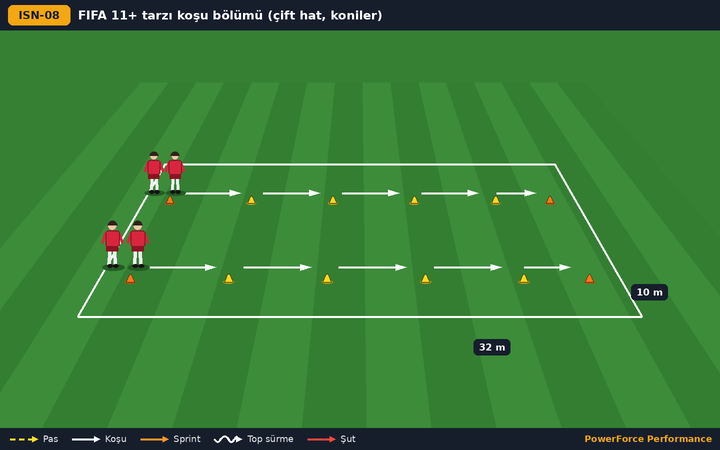 ISN-08 FIFA 11+ tarzı koşu bölümü (çift hat, koniler)
10 m
32 m
Pas Koşu Sprint Top sürme Şut PowerForce Performance